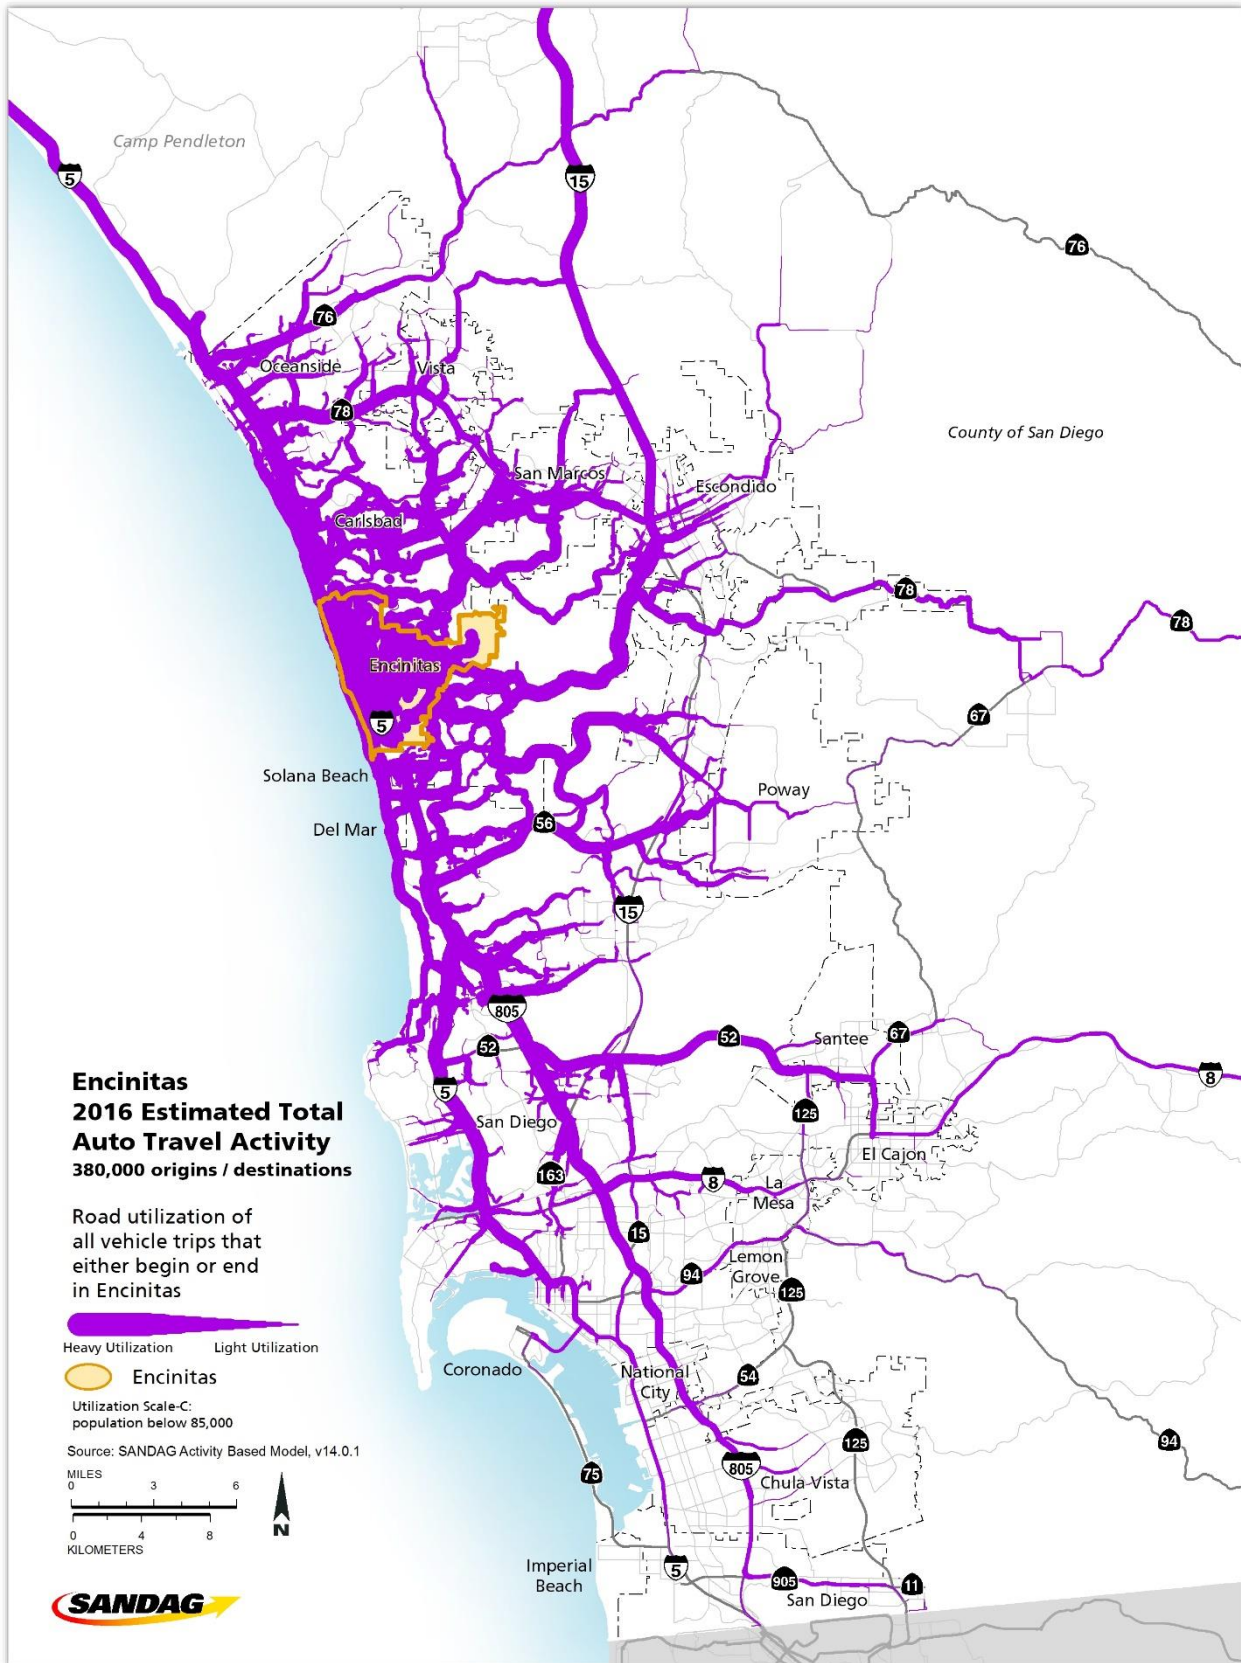 Camp Pendleton
5
15
76
76
Oceanside
Vista
78
County of San Diego
San Marcos
Escondido
Carlsbad
78
78
Encinitas
67
5
Solana Beach
Poway
Del Mar
56
15
805
52
52
Santee
67
8
5
125
San Diego
El Cajon
163
8
La
Mesa
15
94
Lemon
Grove
125
Coronado
National
City
54
125
94
805
75
Chula Vista
Imperial
Beach
5
905
11
San Diego
Encinitas
2016 Estimated Total
Auto Travel Activity
380,000 origins / destinations
Road utilization of
all vehicle trips that
either begin or end
in Encinitas
Heavy Utilization Light Utilization
Encinitas
Utilization Scale-C:
population below 85,000
Source: SANDAG Activity Based Model, v14.0.1
MILES
0 3 6
0 4 8
KILOMETERS
N
SANDAG